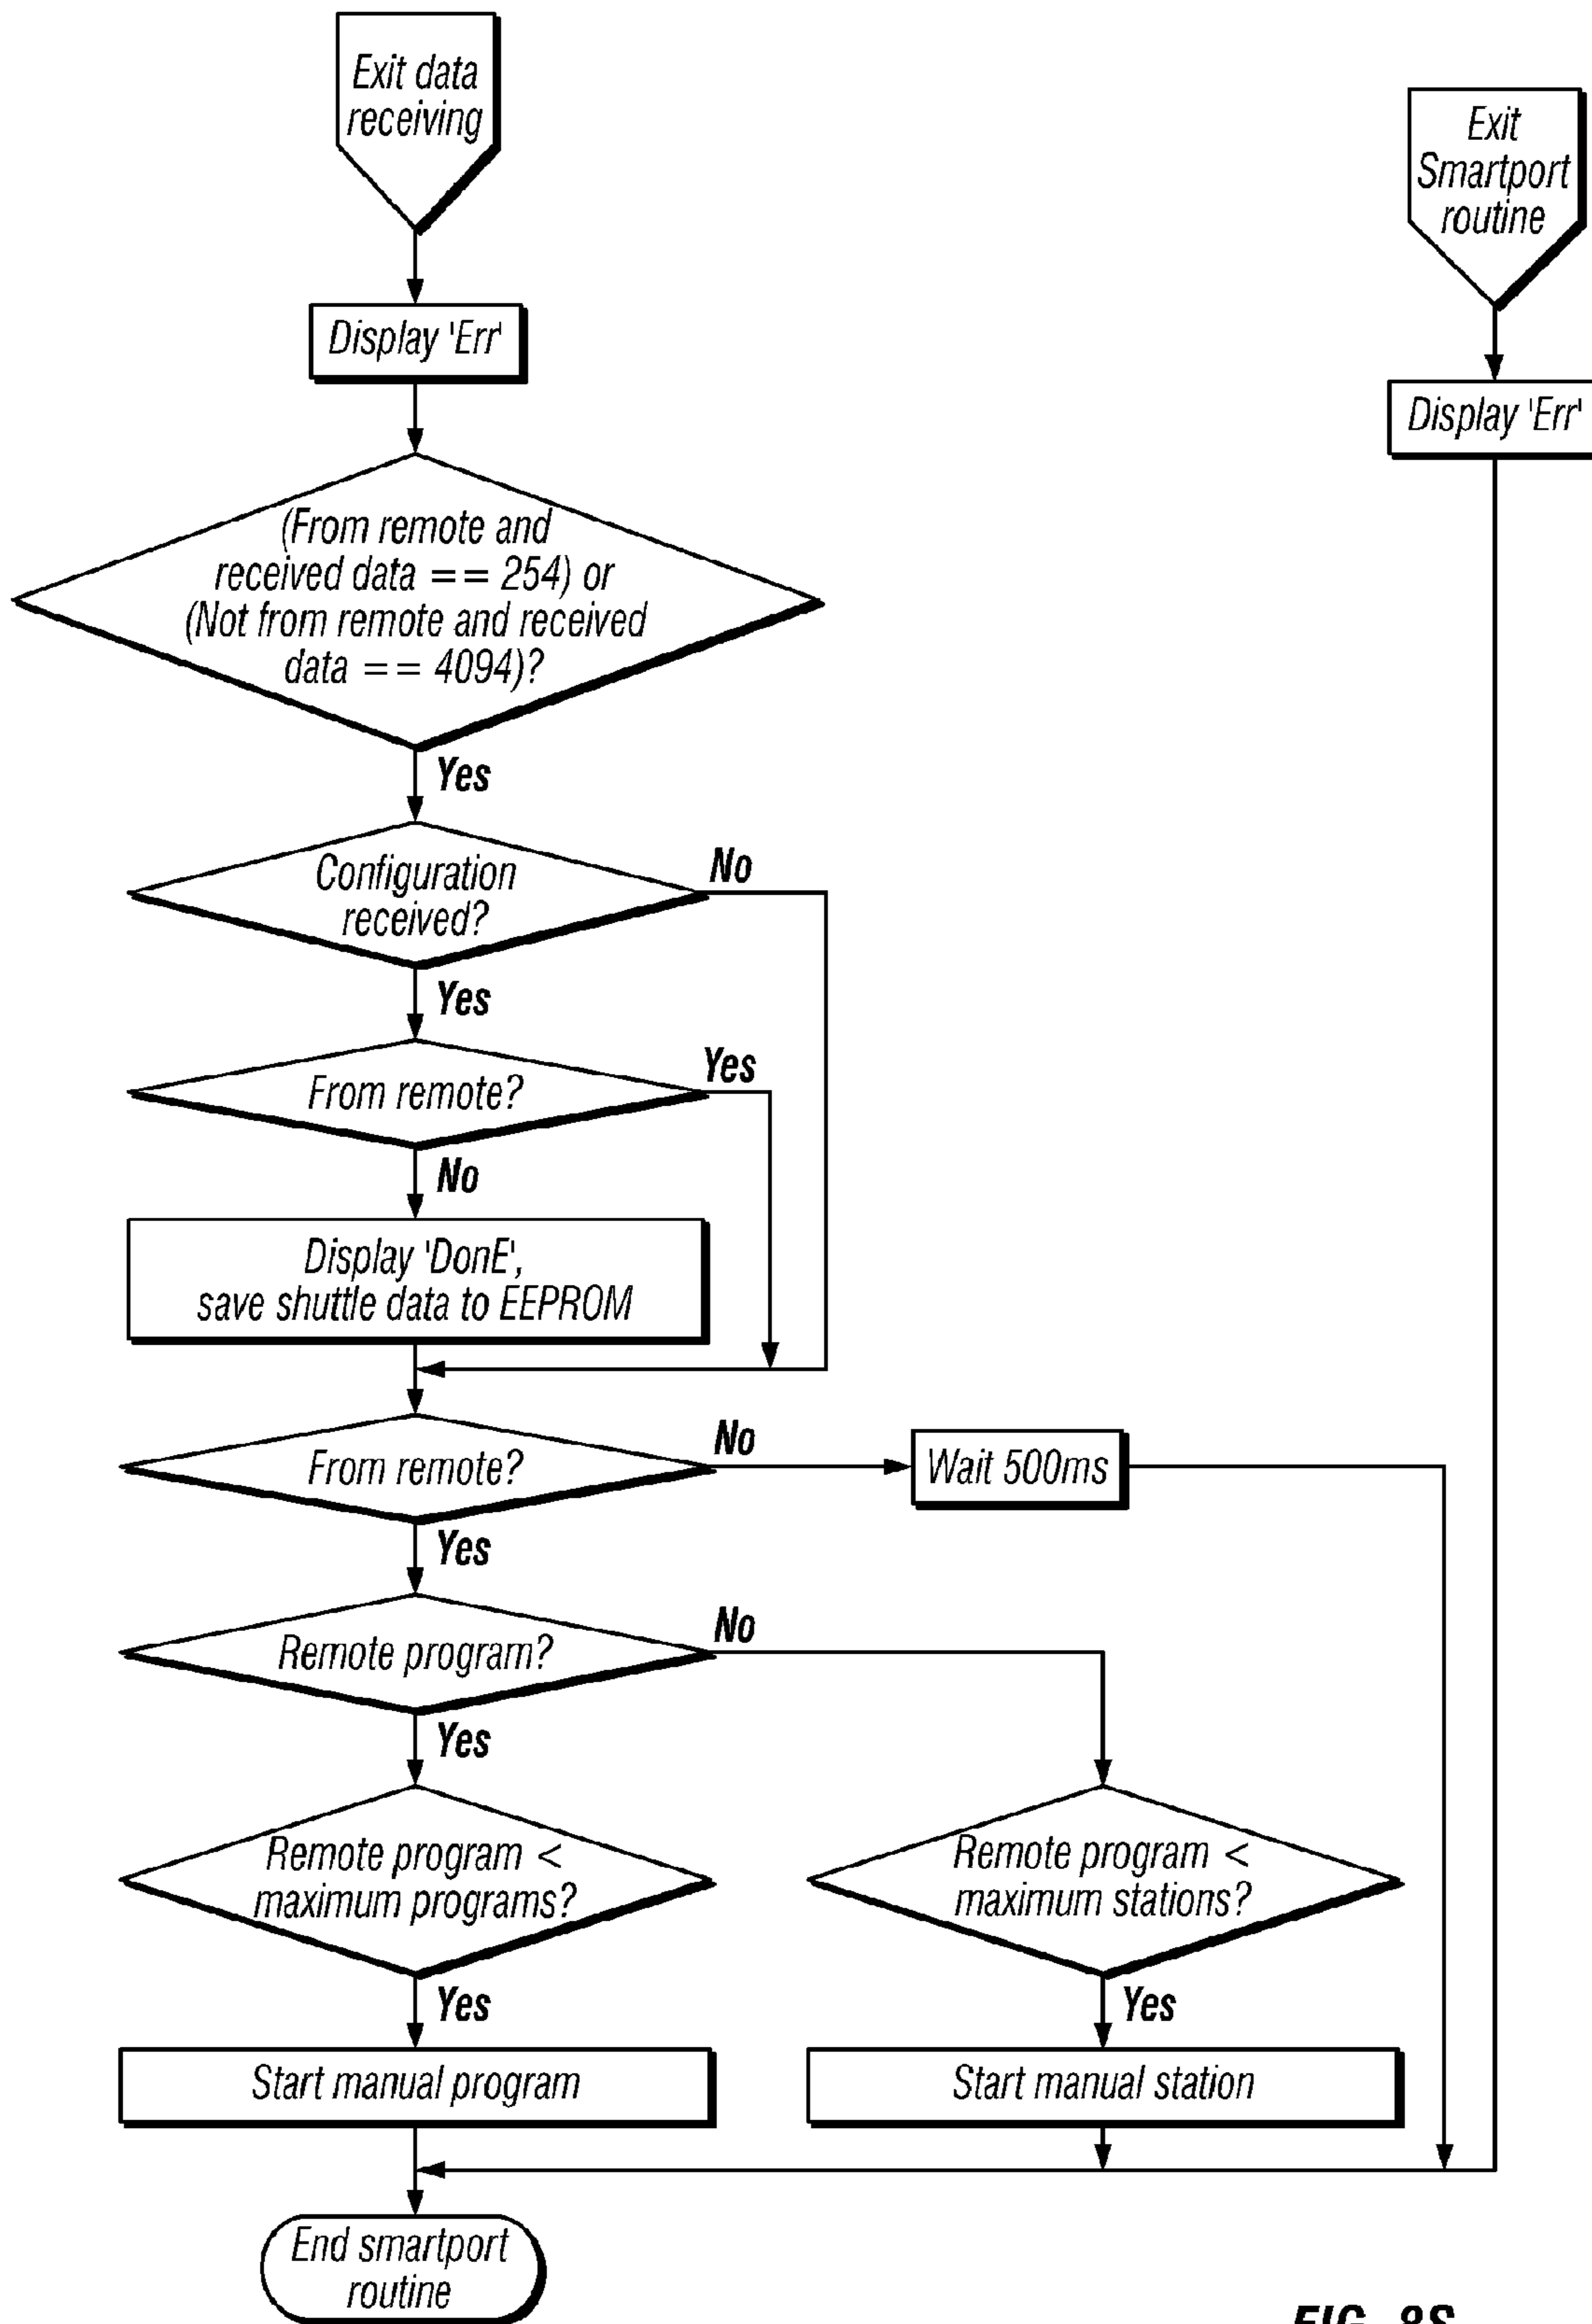 Exit data
receiving
Exit
Smartport
routine
Display 'Err'
Display 'Err'
(From remote and
received data == 254) or
(Not from remote and received
data == 4094)?
Yes
Configuration
received?
No
Yes
From remote?
Yes
No
Display 'DonE',
save shuttle data to EEPROM
From remote?
No
Wait 500ms
Yes
Remote program?
No
Yes
Remote program <
maximum programs?
Remote program <
maximum stations?
Yes
Yes
Start manual program
Start manual station
End smartport
routine
FIG. 8S